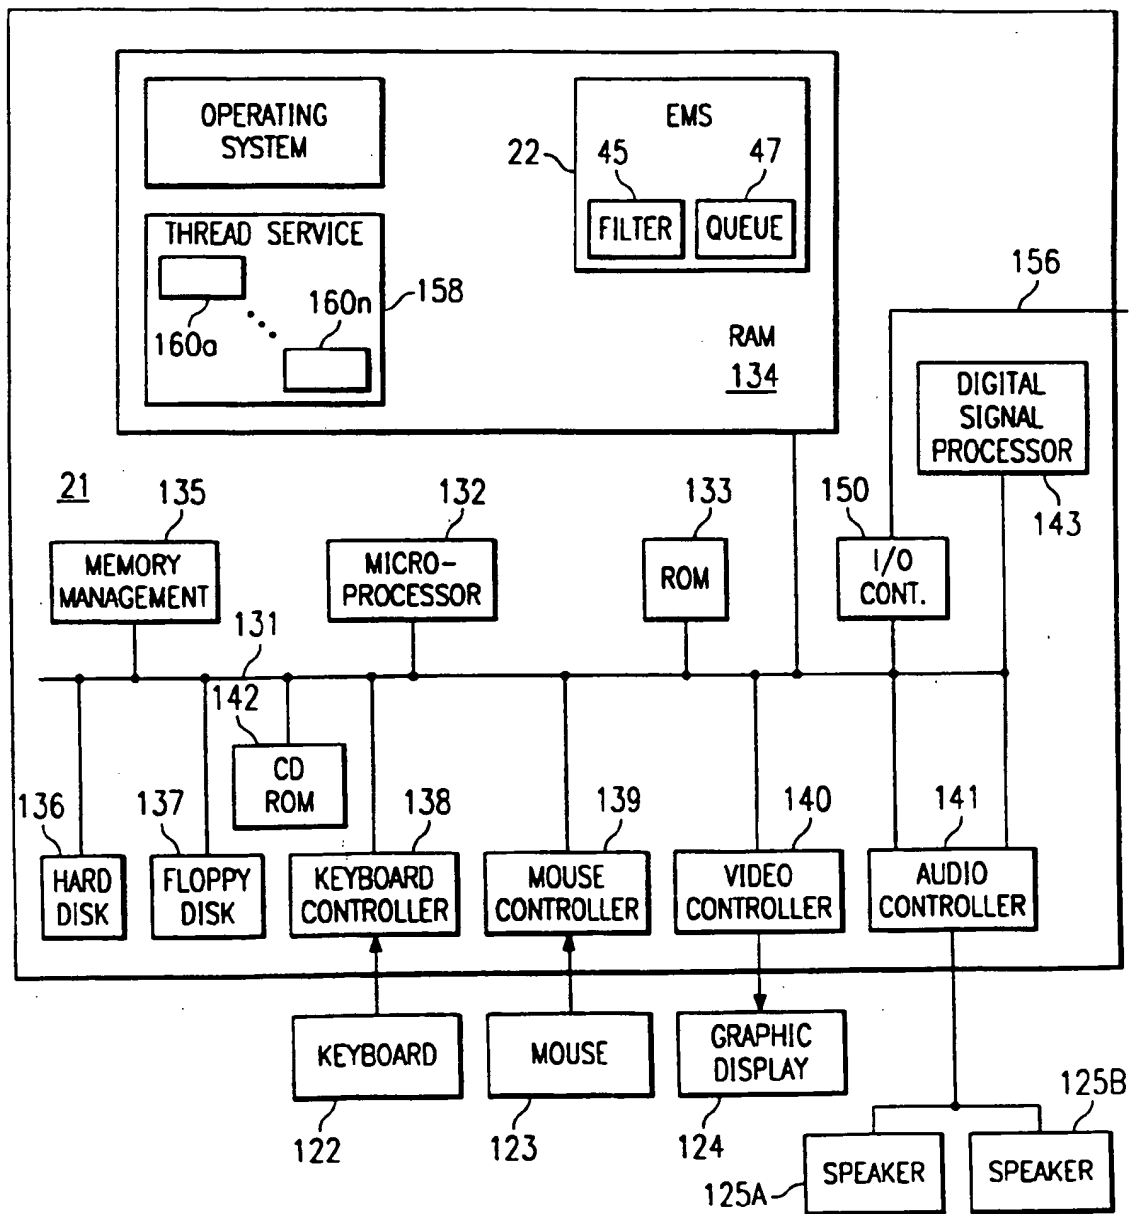 OPERATING
SYSTEM
EMS
22
45
47
FILTER
QUEUE
THREAD SERVICE
160a
160n
158
RAM
134
156
DIGITAL
SIGNAL
PROCESSOR
143
21
135
132
133
150
MEMORY
MANAGEMENT
MICRO-
PROCESSOR
ROM
I/O
CONT.
131
142
CD
ROM
136
137
138
139
140
141
HARD
DISK
FLOPPY
DISK
KEYBOARD
CONTROLLER
MOUSE
CONTROLLER
VIDEO
CONTROLLER
AUDIO
CONTROLLER
KEYBOARD
MOUSE
GRAPHIC
DISPLAY
122
123
124
125B
SPEAKER
SPEAKER
125A